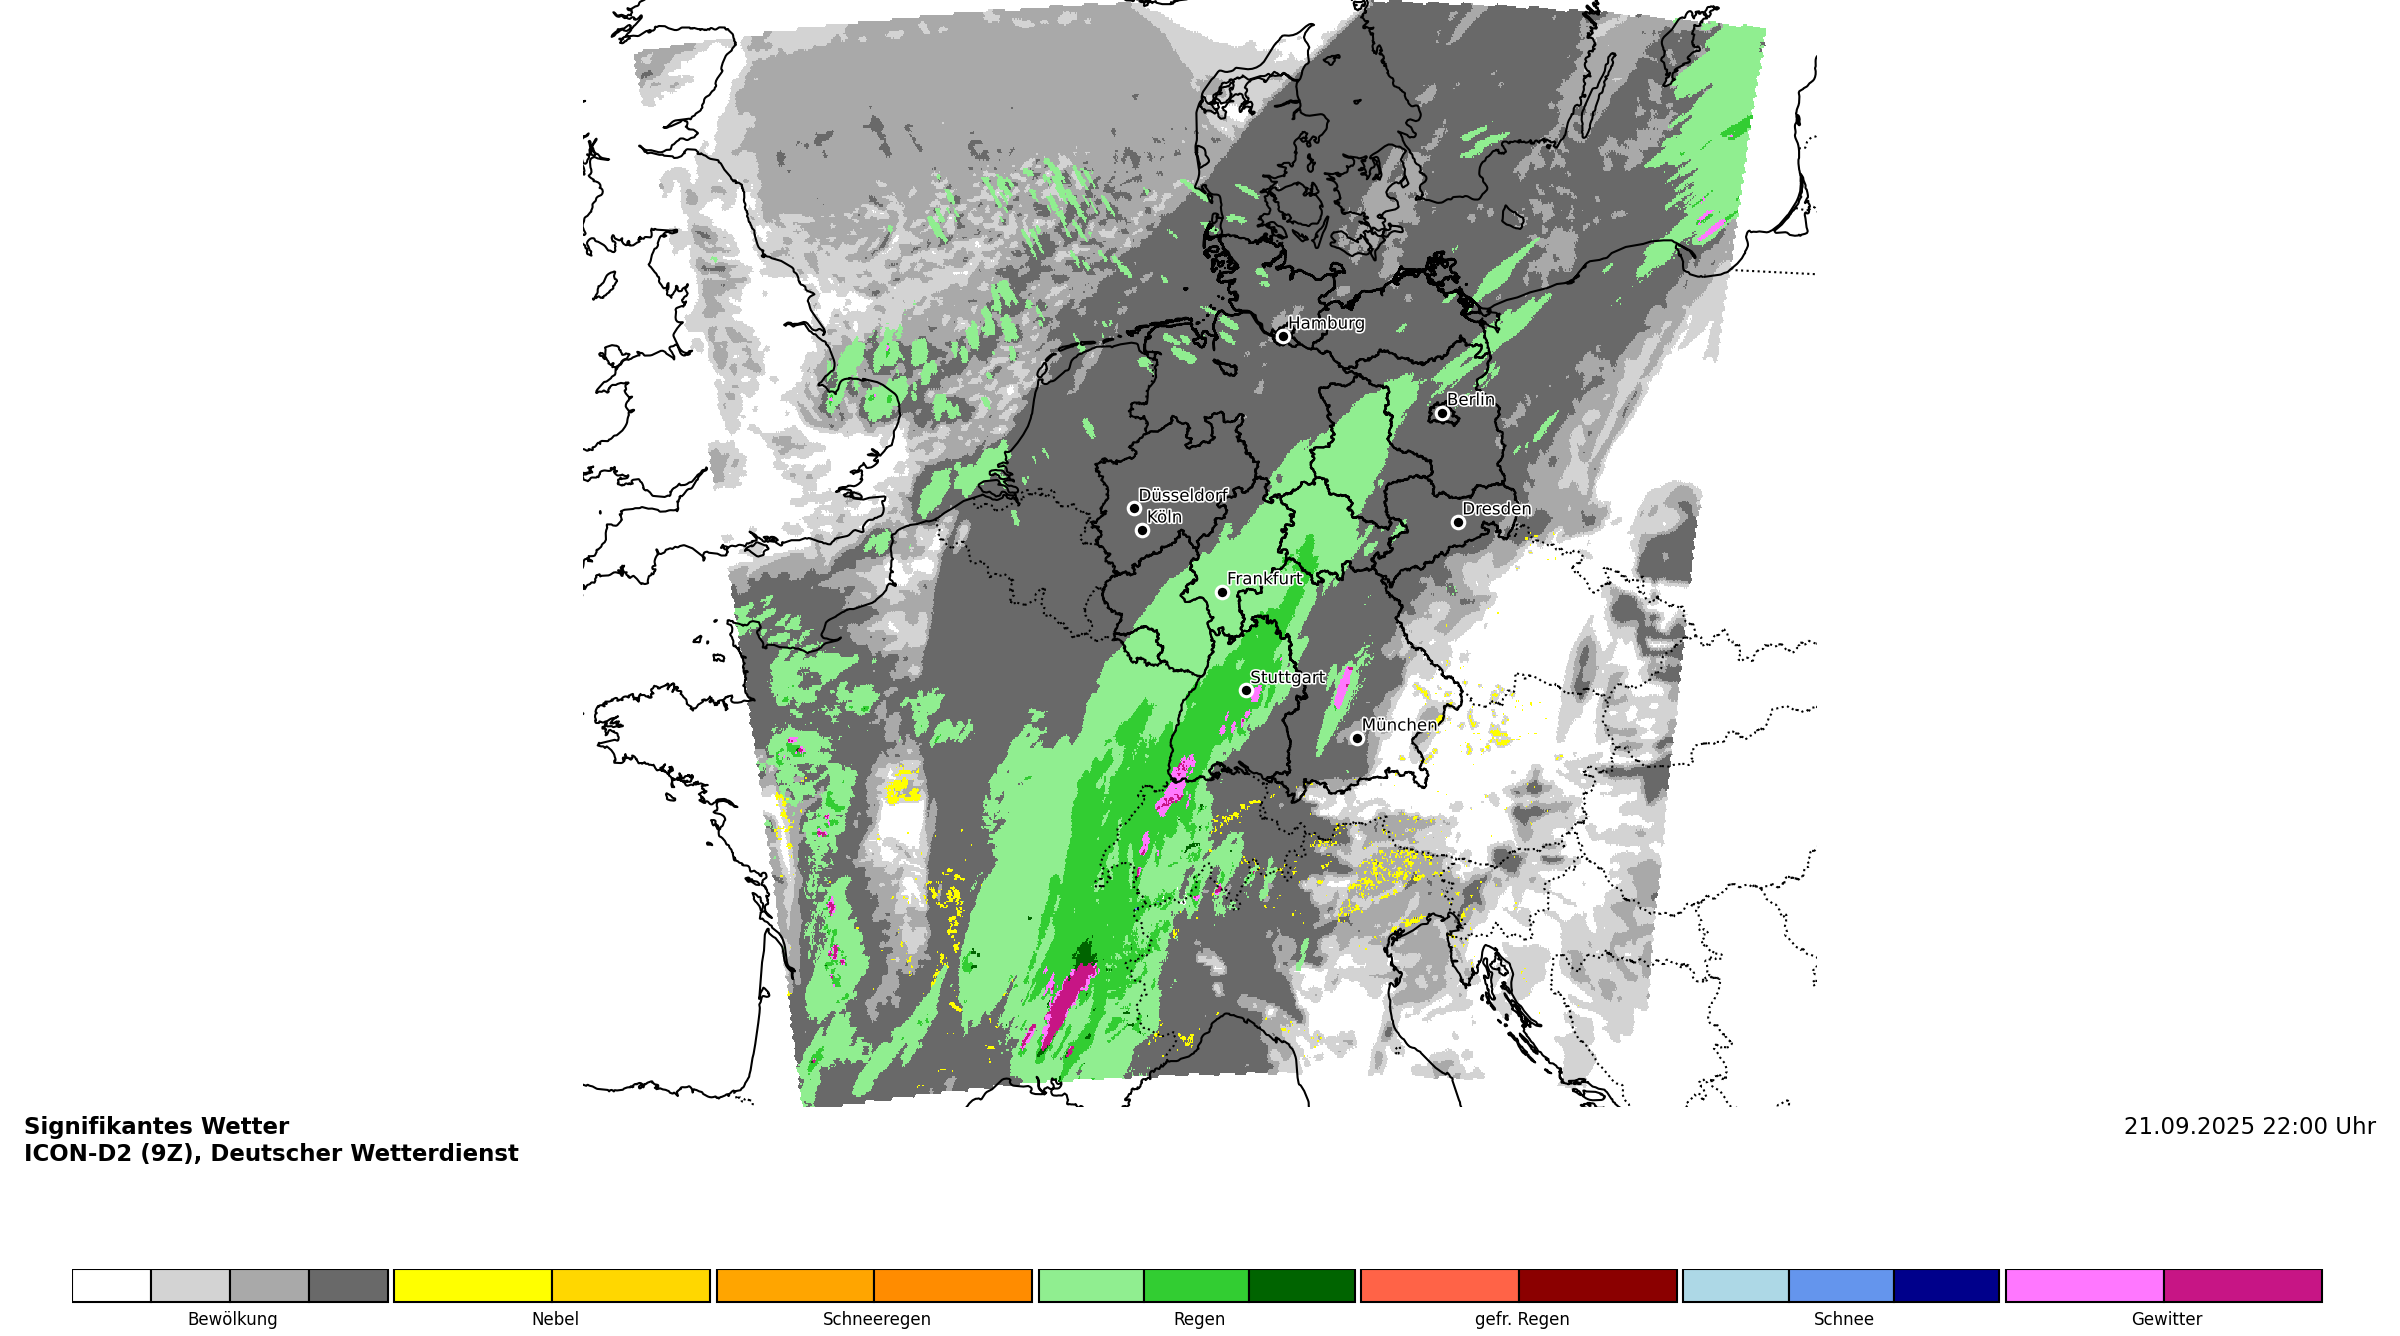 Hamburg
Berlin
Düsseldorf
Köln
Dresden
Frankfurt
Stuttgart
München
Signifikantes Wetter
ICON-D2 (9Z), Deutscher Wetterdienst
21.09.2025 22:00 Uhr
Bewölkung
Nebel
Schneeregen
Regen
gefr. Regen
Schnee
Gewitter